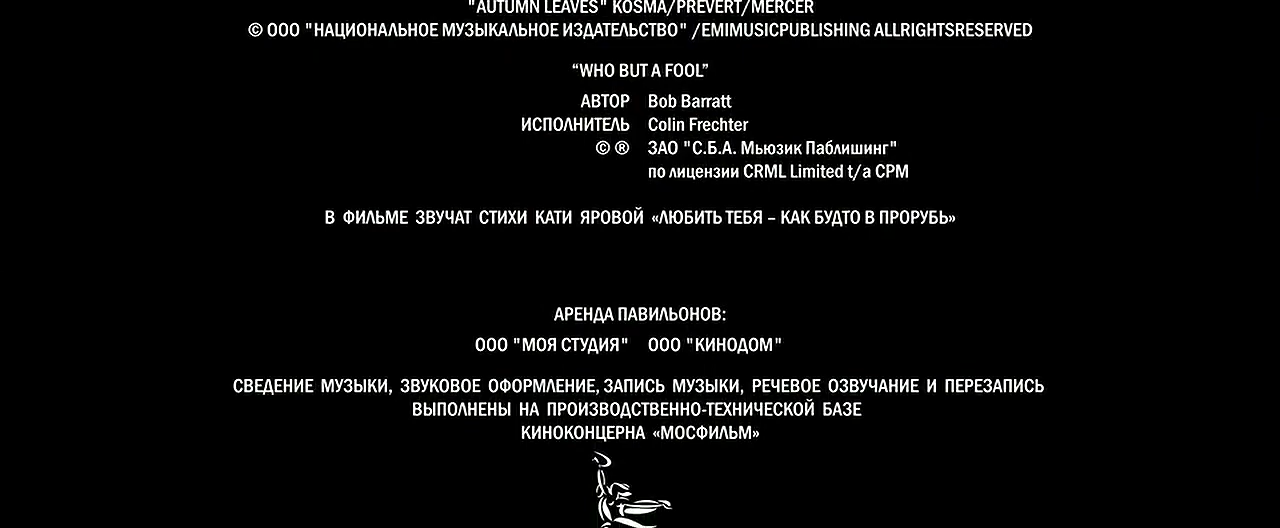 "AUTUMN LEAVES" KOSMA/PREVERT/MERCER
© ООО "НАЦИОНАЛЬНОЕ МУЗЫКАЛЬНОЕ ИЗДАТЕЛЬСТВО" /EMIMUSICPUBLISHING ALLRIGHTSRESERVED
“WHO BUT A FOOL”
АВТОР Bob Barratt
ИСПОЛНИТЕЛЬ Colin Frechter
© ® ЗАО "С.Б.А. Мьюзик Паблишинг"
по лицензии CRML Limited t/a CPM
В ФИЛЬМЕ ЗВУЧАТ СТИХИ КАТИ ЯРОВОЙ «ЛЮБИТЬ ТЕБЯ – КАК БУДТО В ПРОРУБЬ»
АРЕНДА ПАВИЛЬОНОВ:
ООО "МОЯ СТУДИЯ" ООО "КИНОДОМ"
СВЕДЕНИЕ МУЗЫКИ, ЗВУКОВОЕ ОФОРМЛЕНИЕ, ЗАПИСЬ МУЗЫКИ, РЕЧЕВОЕ ОЗВУЧАНИЕ И ПЕРЕЗАПИСЬ
ВЫПОЛНЕНЫ НА ПРОИЗВОДСТВЕННО-ТЕХНИЧЕСКОЙ БАЗЕ
КИНОКОНЦЕРНА «МОСФИЛЬМ»